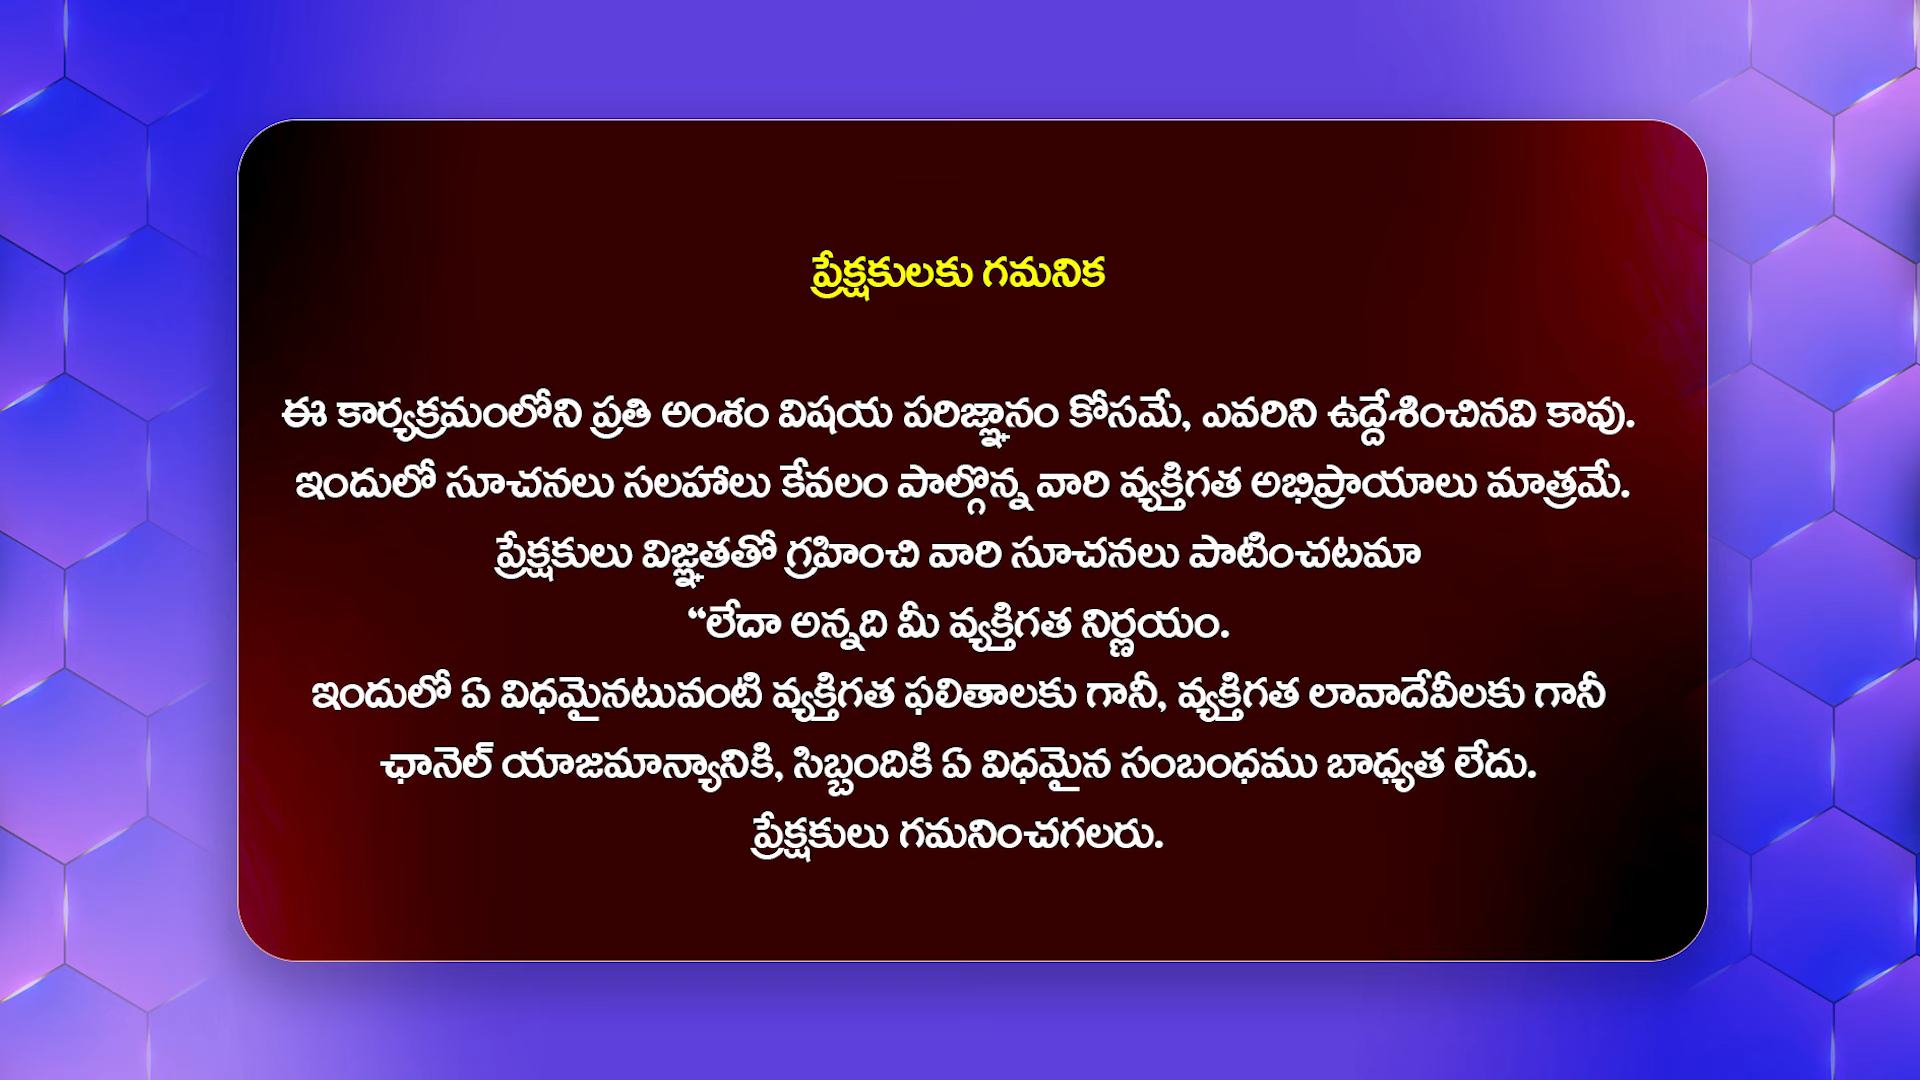 ప్రేక్షకులకు గమనిక
ఈ కార్యక్రమంలోని ప్రతి అంశం విషయ పరిజ్ఞానం కోసమే, ఎవరిని ఉద్దేశించినవి కావు.
ఇందులో సూచనలు సలహాలు కేవలం పాల్గొన్న వారి వ్యక్తిగత అభిప్రాయాలు మాత్రమే.
ప్రేక్షకులు విజ్ఞతతో గ్రహించి వారి సూచనలు పాటించటమా
“లేదా అన్నది మీ వ్యక్తిగత నిర్ణయం.
ఇందులో ఏ విధమైనటువంటి వ్యక్తిగత ఫలితాలకు గానీ, వ్యక్తిగత లావాదేవీలకు గానీ
ఛానెల్ యాజమాన్యానికి, సిబ్బందికి ఏ విధమైన సంబంధము బాధ్యత లేదు.
ప్రేక్షకులు గమనించగలరు.